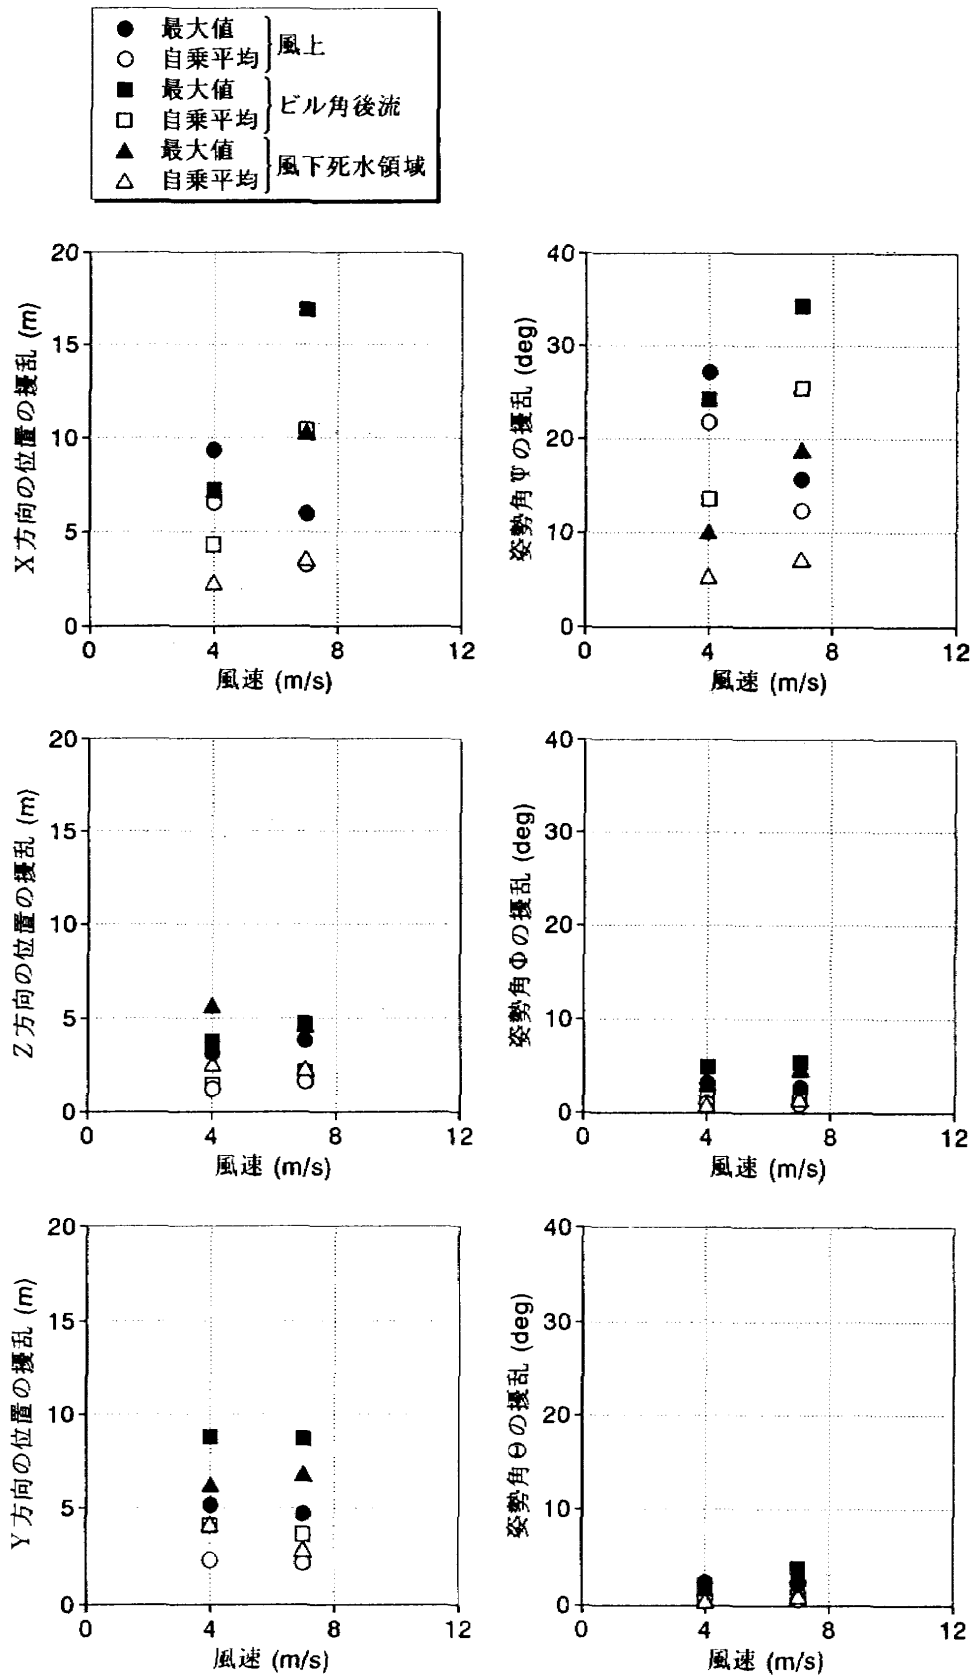 ● 最大値
○ 自乗平均
風上
■ 最大値
□ 自乗平均
ビル角後流
▲ 最大値
△ 自乗平均
風下死水領域
X方向の位置の擾乱 (m)
20
15
10
5
0
0 4 8 12
風速 (m/s)
姿勢角Ψの擾乱 (deg)
40
30
20
10
0
0 4 8 12
風速 (m/s)
Z方向の位置の擾乱 (m)
20
15
10
5
0
0 4 8 12
風速 (m/s)
姿勢角Φの擾乱 (deg)
40
30
20
10
0
0 4 8 12
風速 (m/s)
Y方向の位置の擾乱 (m)
20
15
10
5
0
0 4 8 12
風速 (m/s)
姿勢角Θの擾乱 (deg)
40
30
20
10
0
0 4 8 12
風速 (m/s)